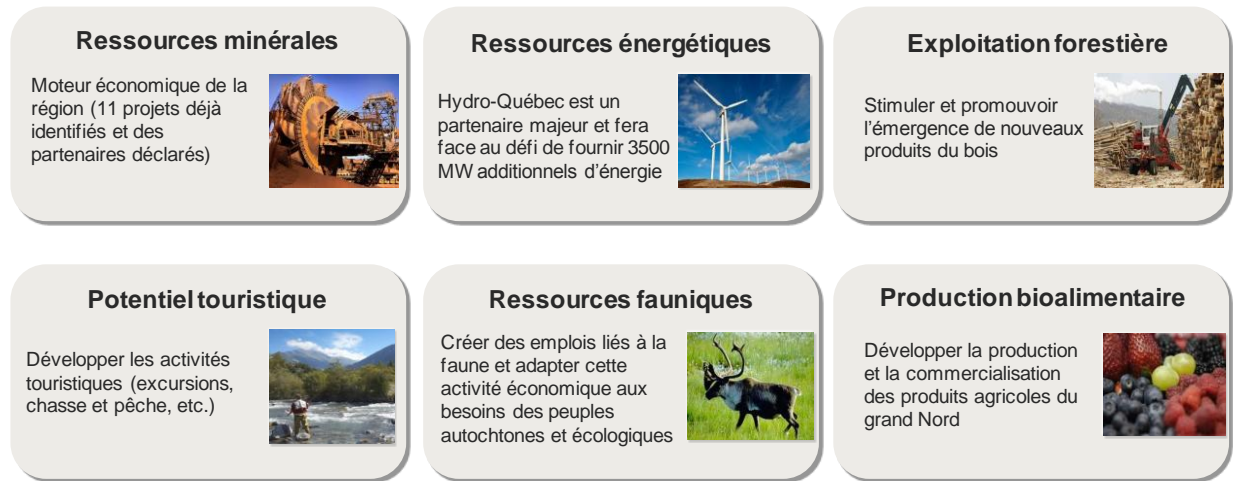 Ressources minérales
Moteur économique de la
région (11 projets déjà
identifiés et des
partenaires déclarés)
Ressources énergétiques
Hydro-Québec est un
partenaire majeur et fera
face au défi de fournir 3500
MW additionnels d'énergie
Exploitation forestière
Stimuler et promouvoir
l'émergence de nouveaux
produits du bois
Potentiel touristique
Développer les activités
touristiques (excursions,
chasse et pêche, etc.)
Ressources fauniques
Créer des emplois liés à la
faune et adapter cette
activité économique aux
besoins des peuples
autochtones et écologiques
Production bioalimentaire
Développer la production
et la commercialisation
des produits agricoles du
grand Nord